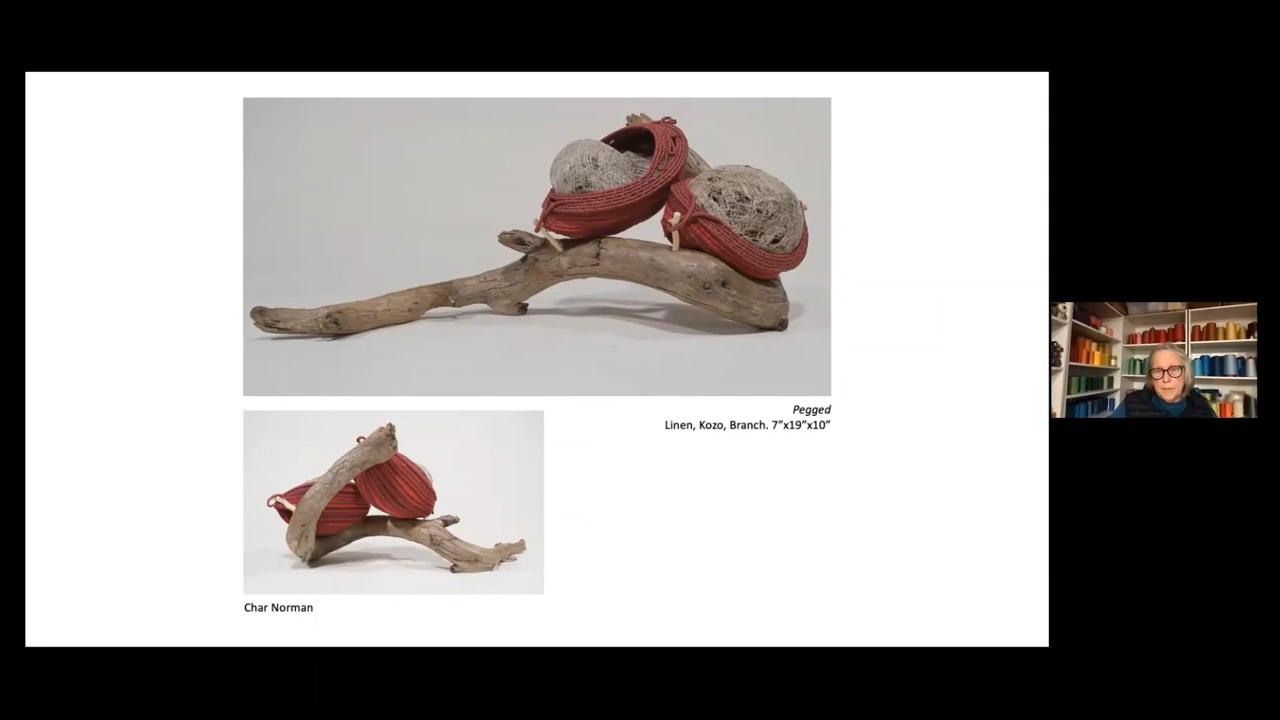 Pegged
Linen, Kozo, Branch. 7”x19”x10”
Char Norman